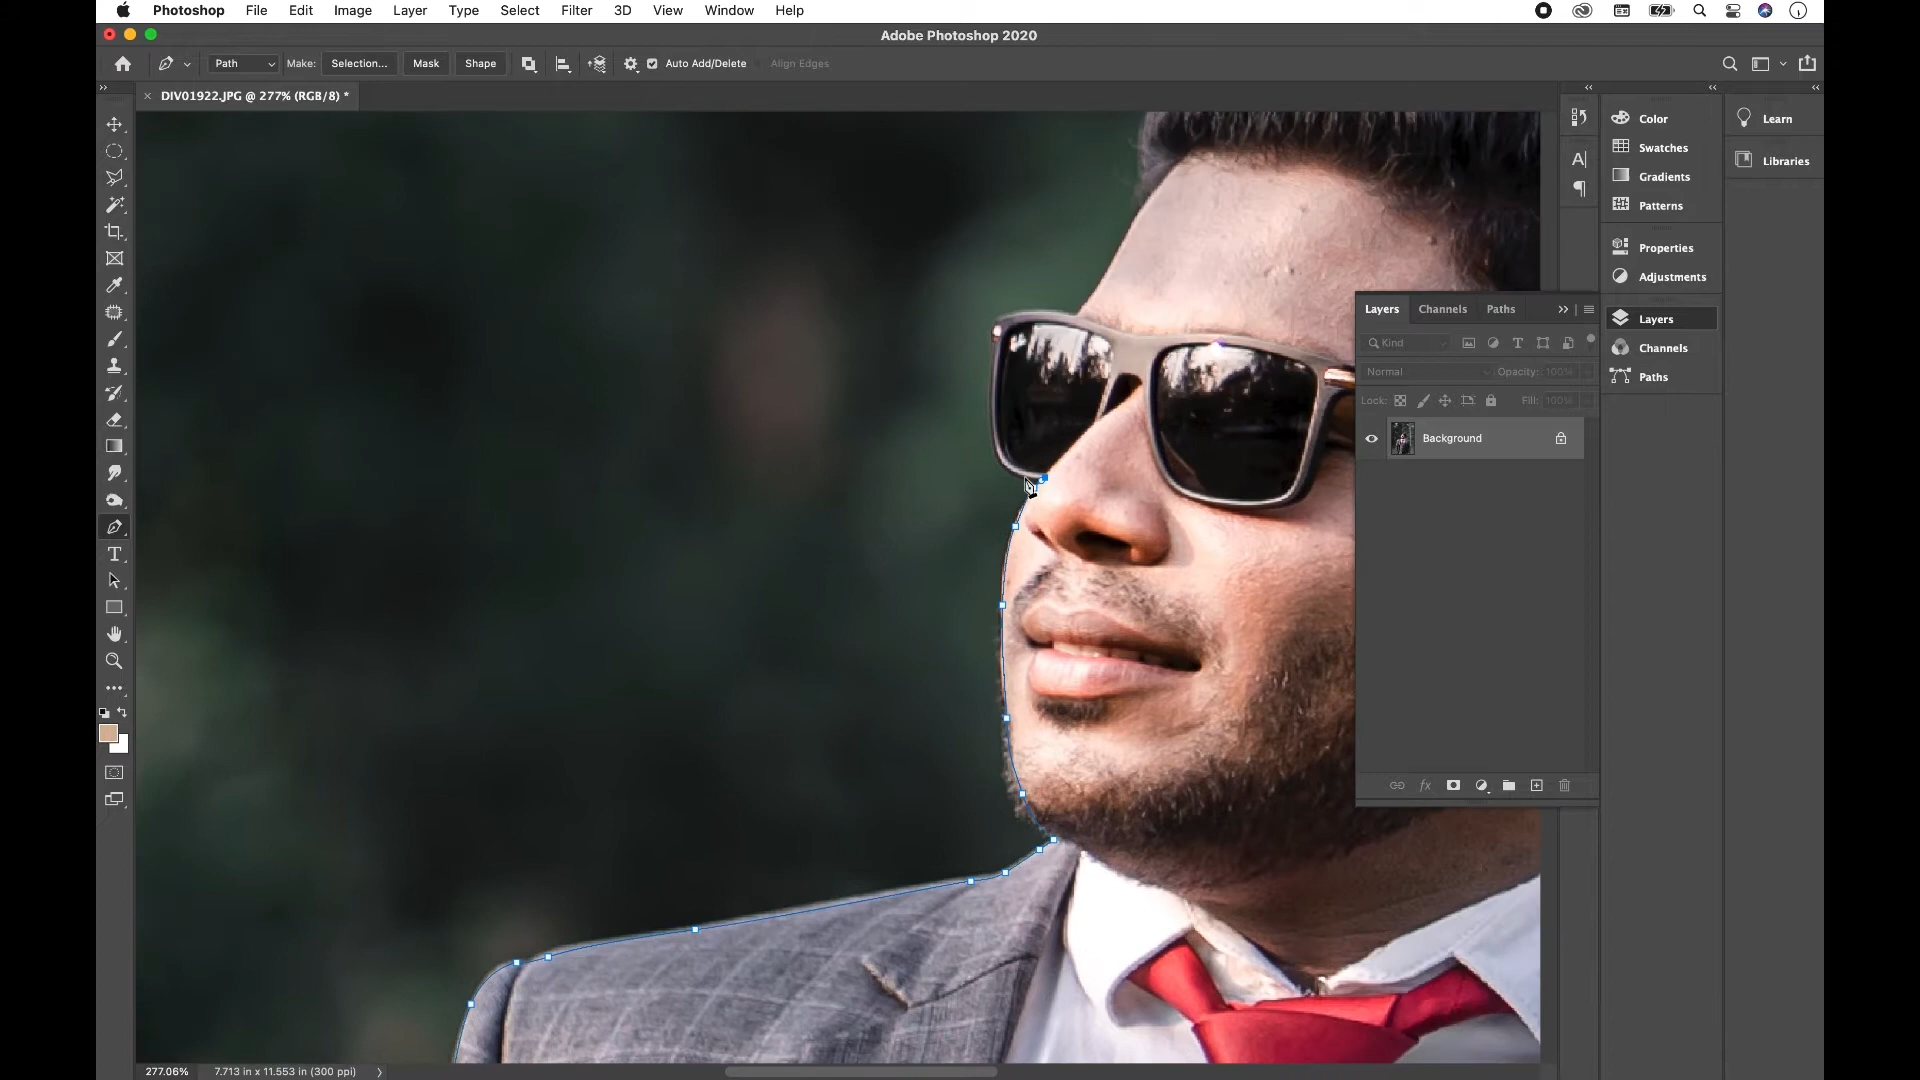 Photoshop File Edit Image Layer Type Select Filter 3D View Window Help
Adobe Photoshop 2020
Path Make: Selection... Mask Shape Auto Add/Delete Align Edges
DIV01922.JPG @ 277% (RGB/8) *
Color
Swatches
Gradients
Patterns
Properties
Adjustments
Layers
Channels
Paths
Learn
Libraries
Layers Channels Paths
Kind
Normal Opacity: 100%
Lock: Fill: 100%
Background
fx
277.06% 7.713 in x 11.553 in (300 ppi)